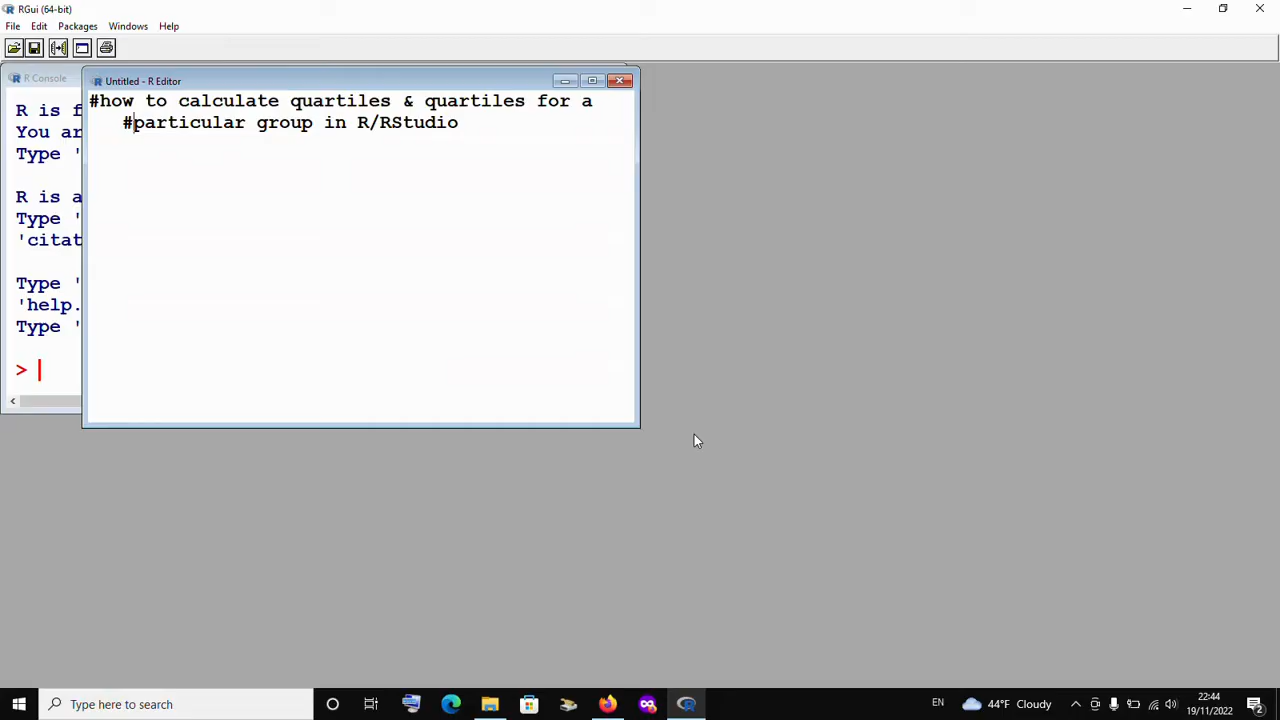 RGui (64-bit)
File Edit Packages Windows Help
R Console
Untitled - R Editor
#how to calculate quartiles & quartiles for a
#particular group in R/RStudio
R is f
You ar
Type '
R is a
Type '
'citat
Type '
'help.
Type '
>
Type here to search
EN
44°F Cloudy
22:44
19/11/2022
2